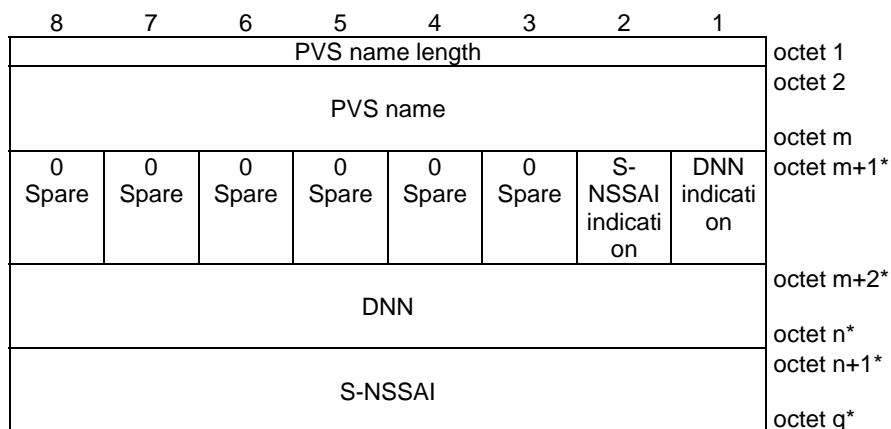 8 7 6 5 4 3 2 1
PVS name length octet 1
octet 2
PVS name
octet m
0 0 0 0 0 0 S- DNN octet m+1*
Spare Spare Spare Spare Spare Spare NSSAI indicati
indicati on
on
octet m+2*
DNN
octet n*
octet n+1*
S-NSSAI
octet q*